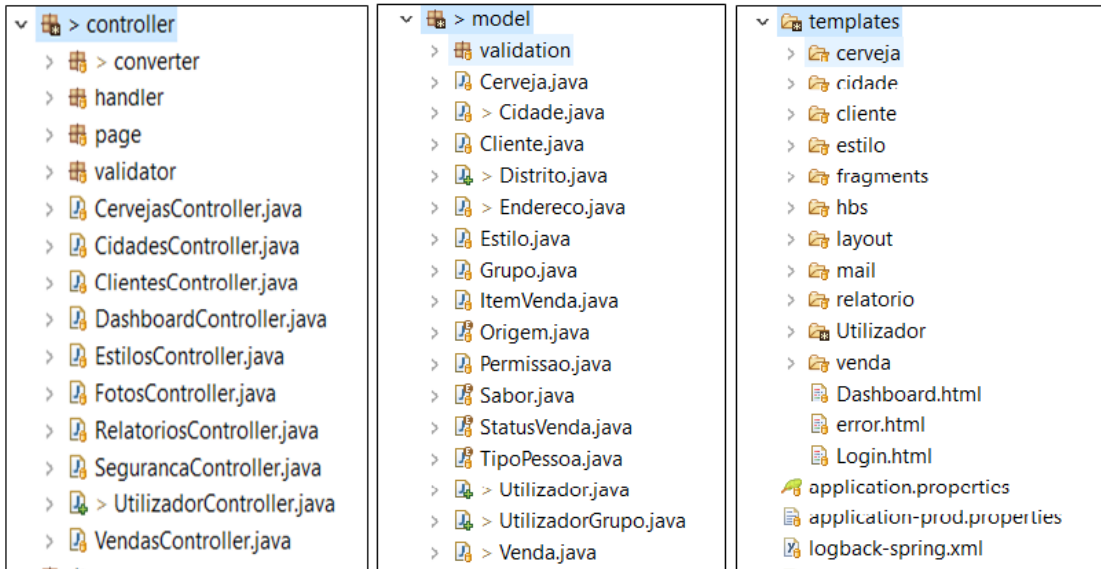 > controller
> converter
handler
page
validator
CervejasController.java
CidadesController.java
ClientesController.java
DashboardController.java
EstilosController.java
FotosController.java
RelatoriosController.java
SegurancaController.java
> UtilizadorController.java
VendasController.java
> model
validation
Cerveja.java
> Cidade.java
Cliente.java
> Distrito.java
> Endereco.java
Estilo.java
Grupo.java
ItemVenda.java
Origem.java
Permissao.java
Sabor.java
StatusVenda.java
TipoPessoa.java
> Utilizador.java
> UtilizadorGrupo.java
> Venda.java
templates
cerveja
cidade
cliente
estilo
fragments
hbs
layout
mail
relatorio
Utilizador
venda
Dashboard.html
error.html
Login.html
application.properties
application-prod.properties
logback-spring.xml